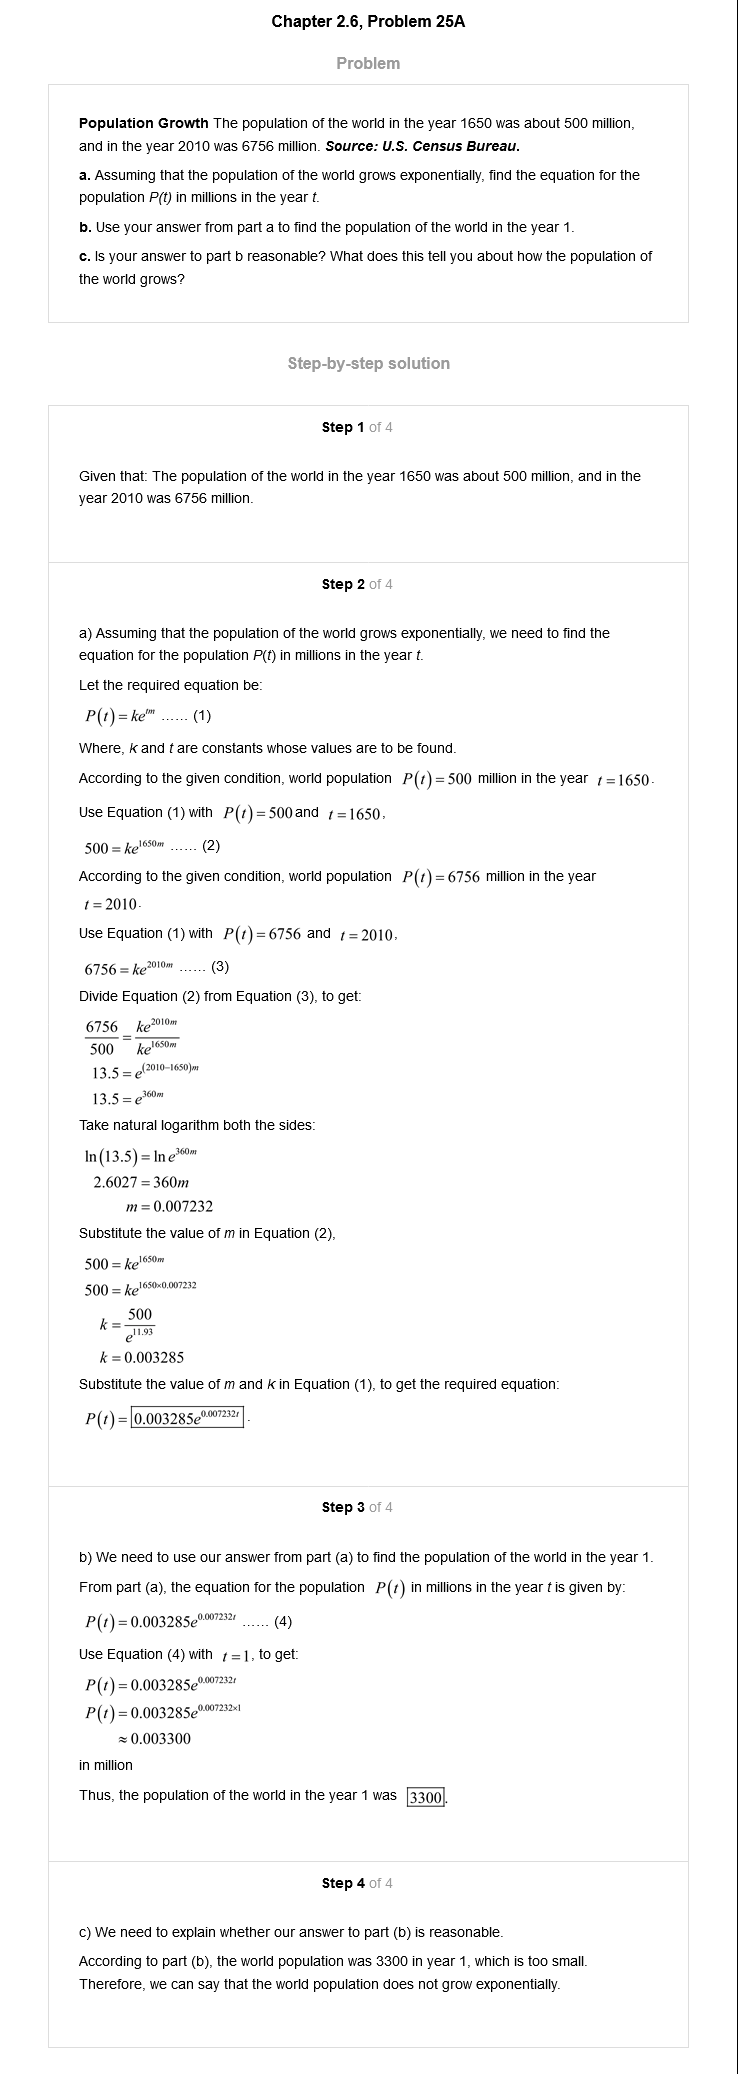 Chapter 2.6, Problem 25A
Problem
Population Growth The population of the world in the year 1650 was about 500 million,
and in the year 2010 was 6756 million. Source: U.S. Census Bureau.
a. Assuming that the population of the world grows exponentially, find the equation for the
population P(t) in millions in the year t.
b. Use your answer from part a to find the population of the world in the year 1.
c. Is your answer to part b reasonable? What does this tell you about how the population of
the world grows?
Step-by-step solution
Step 1 of 4
Given that: The population of the world in the year 1650 was about 500 million, and in the
year 2010 was 6756 million.
Step 2 of 4
a) Assuming that the population of the world grows exponentially, we need to find the
equation for the population P(t) in millions in the year t.
Let the required equation be:
P(t) = ke^{tm} ...... (1)
Where, k and t are constants whose values are to be found.
According to the given condition, world population P(t) = 500 million in the year t = 1650.
Use Equation (1) with P(t) = 500 and t = 1650,
500 = ke^{1650m} ...... (2)
According to the given condition, world population P(t) = 6756 million in the year
t = 2010.
Use Equation (1) with P(t) = 6756 and t = 2010,
6756 = ke^{2010m} ...... (3)
Divide Equation (2) from Equation (3), to get:
6756/500 = ke^{2010m}/ke^{1650m}
13.5 = e^{(2010−1650)m}
13.5 = e^{360m}
Take natural logarithm both the sides:
ln(13.5) = ln e^{360m}
2.6027 = 360m
m = 0.007232
Substitute the value of m in Equation (2),
500 = ke^{1650m}
500 = ke^{1650×0.007232}
k = 500/e^{11.93}
k = 0.003285
Substitute the value of m and k in Equation (1), to get the required equation:
P(t) = 0.003285e^{0.007232t}.
Step 3 of 4
b) We need to use our answer from part (a) to find the population of the world in the year 1.
From part (a), the equation for the population P(t) in millions in the year t is given by:
P(t) = 0.003285e^{0.007232t} ...... (4)
Use Equation (4) with t = 1, to get:
P(t) = 0.003285e^{0.007232t}
P(t) = 0.003285e^{0.007232×1}
≈ 0.003300
in million
Thus, the population of the world in the year 1 was 3300.
Step 4 of 4
c) We need to explain whether our answer to part (b) is reasonable.
According to part (b), the world population was 3300 in year 1, which is too small.
Therefore, we can say that the world population does not grow exponentially.